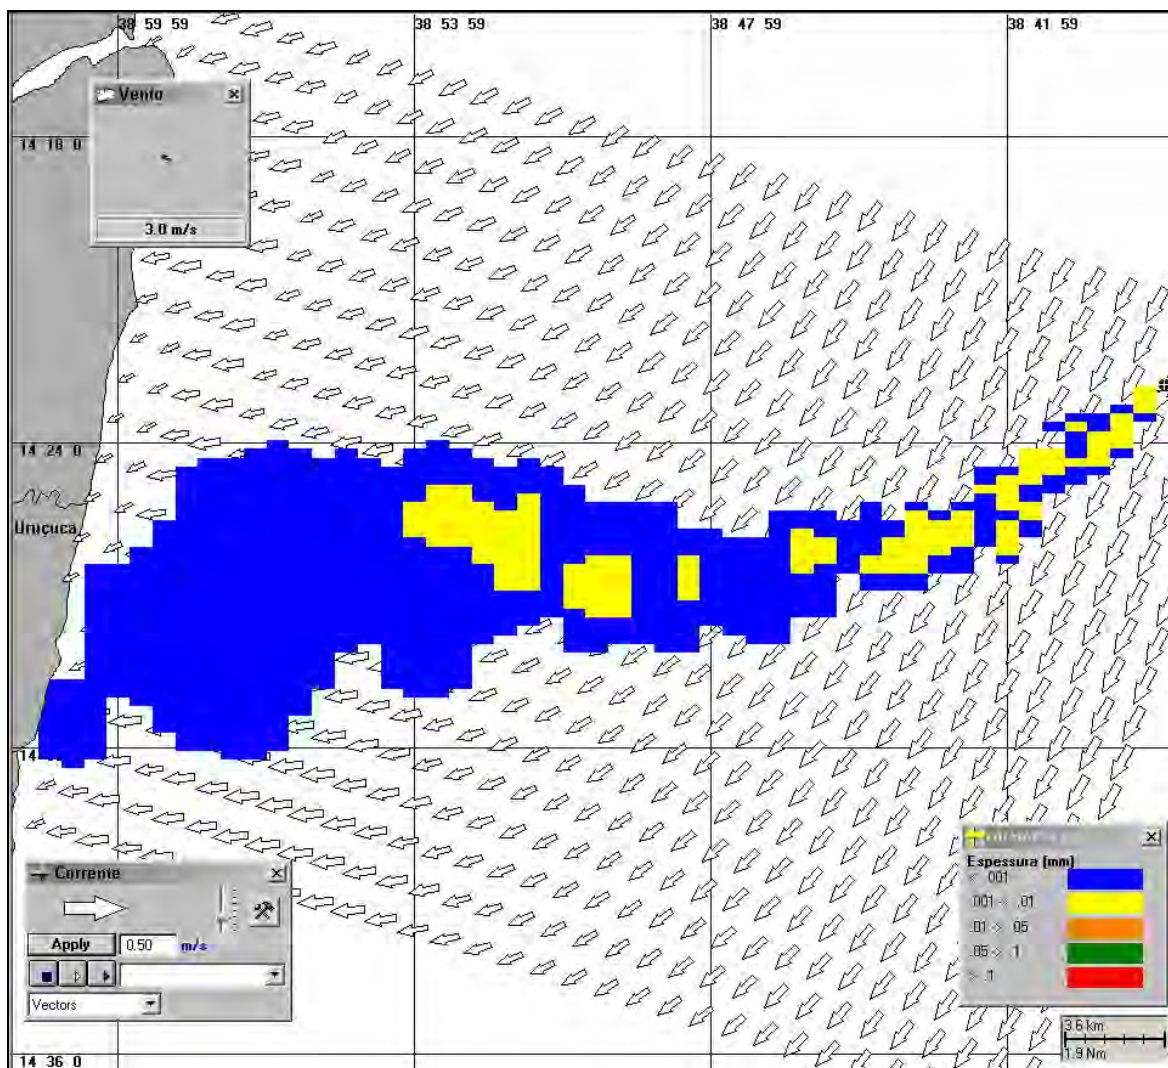 38 59 59
38 53 59
38 47 59
38 41 59
Vento
3.0 m/s
14 18 0
14 24 0
Uruçuca
14
Corrente
Apply
0.50
m/s
Vectors
Espessura (mm)
< .001
.001 - .01
.01 > .05
.05 > .1
> .1
3.6 km
1.9 Nm
14 36 0